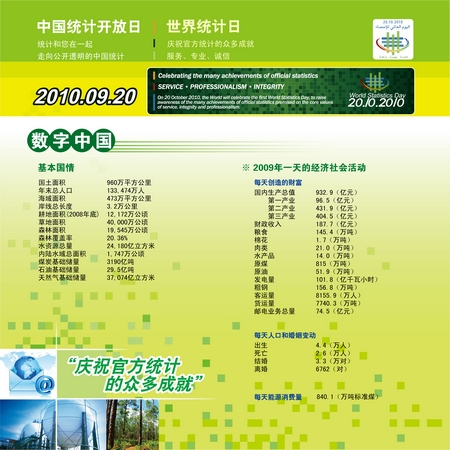 中国统计开放日
世界统计日
统计和您在一起
走向公开透明的中国统计
庆祝官方统计的众多成就
服务、专业、诚信
20.10.2010
2010.09.20
Celebrating the many achievements of official statistics
SERVICE • PROFESSIONALISM • INTEGRITY
On 20 October 2010, the World will celebrate the first World Statistics Day, to raise
awareness of the many achievements of official statistics premised on the core values
of service, integrity and professionalism.
World Statistics Day
20.10.2010
数字中国
基本国情
国土面积 960万平方公里
年末总人口 133,474万人
海域面积 473万平方公里
岸线总长度 3.2万公里
耕地面积(2008年底) 12,172万公顷
草地面积 40,000万公顷
森林面积 19,545万公顷
森林覆盖率 20.36%
水资源总量 24,180亿立方米
内陆水域总面积 1,747万公顷
煤炭基础储量 3190亿吨
石油基础储量 29.5亿吨
天然气基础储量 37,074亿立方米
※ 2009年一天的经济社会活动
每天创造的财富
国内生产总值 932.9（亿元）
第一产业 96.5（亿元）
第二产业 431.9（亿元）
第三产业 404.5（亿元）
财政收入 187.7（亿元）
粮食 145.4（万吨）
棉花 1.7（万吨）
肉类 21.0（万吨）
水产品 14.0（万吨）
原煤 815（万吨）
原油 51.9（万吨）
发电量 101.8（亿千瓦小时）
粗钢 156.8（万吨）
客运量 8155.9（万人）
货运量 7740.3（万吨）
邮电业务总量 74.5（亿元）
每天人口和婚姻变动
出生 4.4（万人）
死亡 2.6（万人）
结婚 3.3（万对）
离婚 6762（对）
每天能源消费量 840.1（万吨标准煤）
“庆祝官方统计
的众多成就”